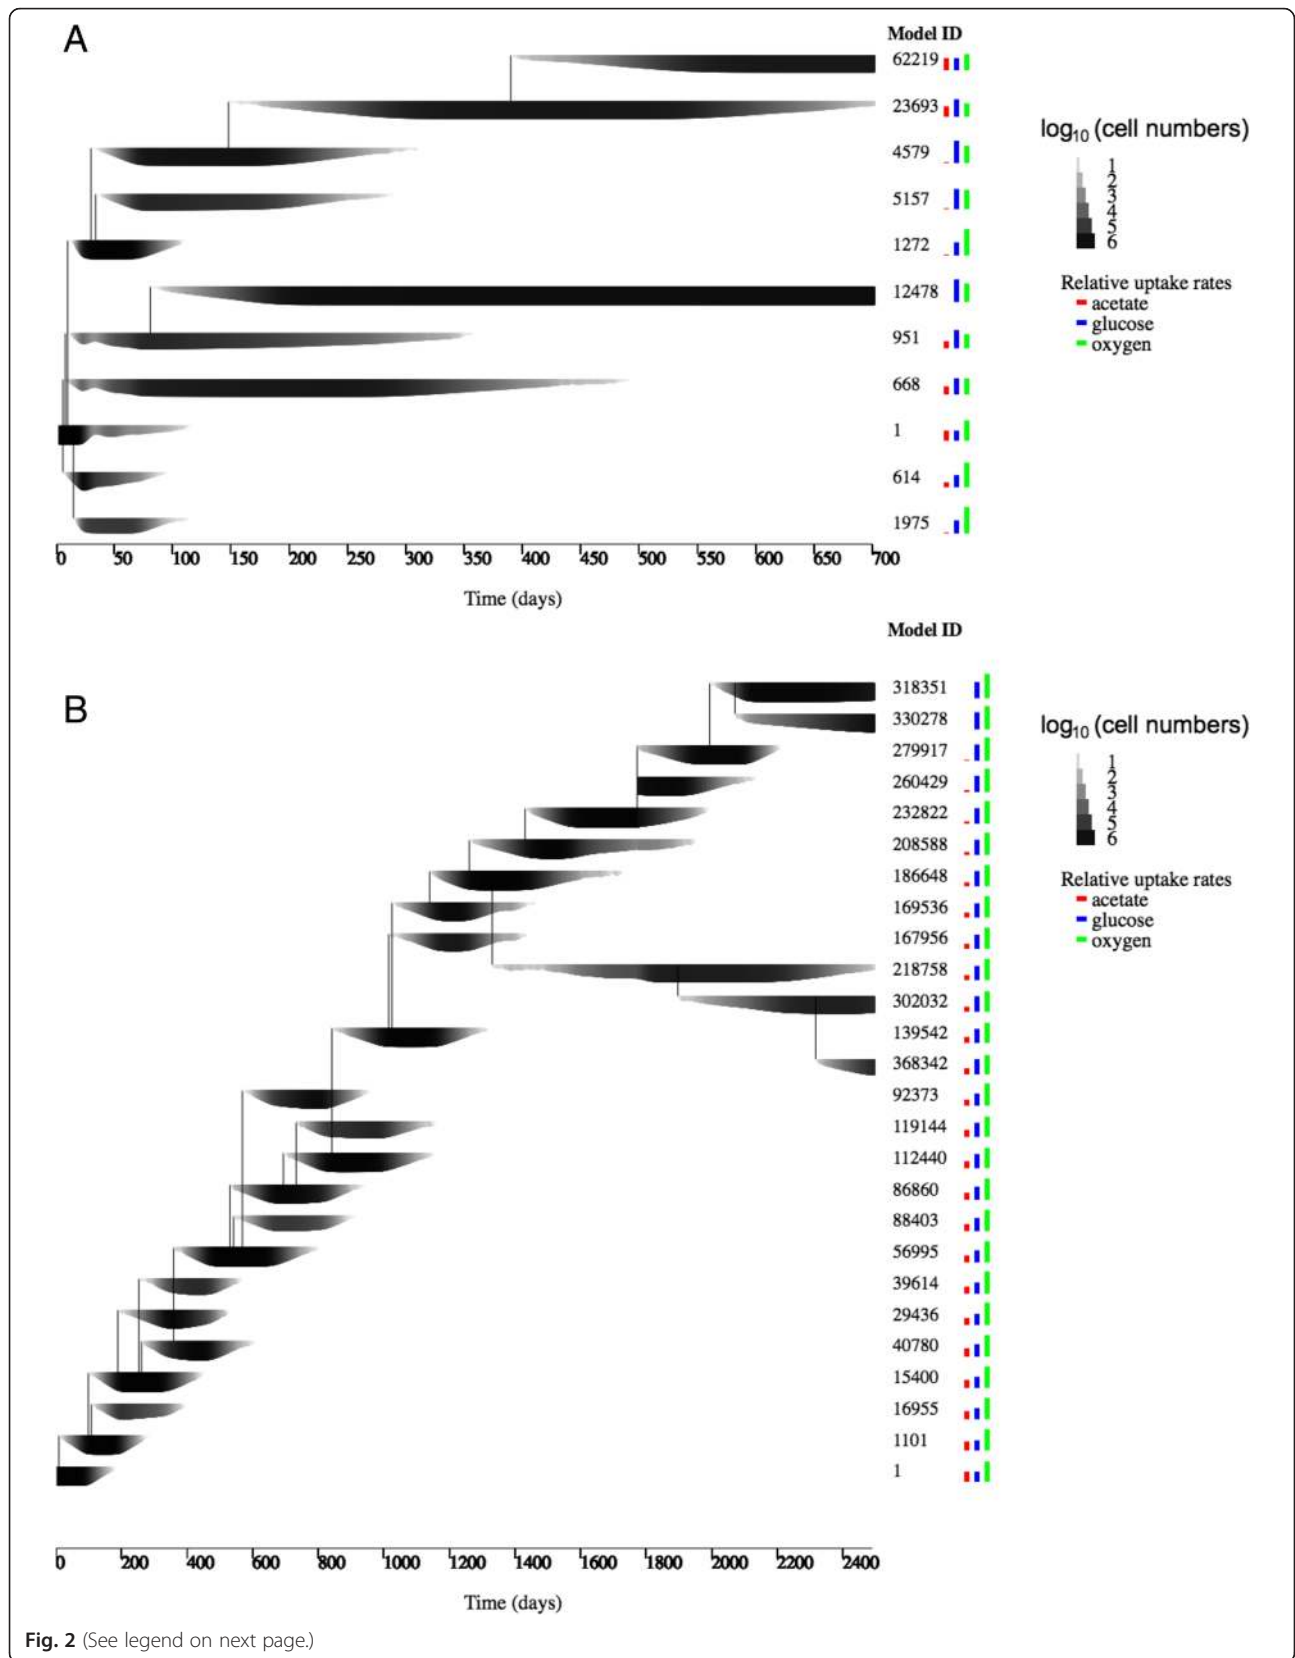 A
Model ID
62219
23693
4579
5157
1272
12478
951
668
1
614
1975
log10 (cell numbers)
1
2
3
4
5
6
Relative uptake rates
acetate
glucose
oxygen
0 50 100 150 200 250 300 350 400 450 500 550 600 650 700
Time (days)
B
Model ID
318351
330278
279917
260429
232822
208588
186648
169536
167956
218758
302032
139542
368342
92373
119144
112440
86860
88403
56995
39614
29436
40780
15400
16955
1101
1
log10 (cell numbers)
1
2
3
4
5
6
Relative uptake rates
acetate
glucose
oxygen
0 200 400 600 800 1000 1200 1400 1600 1800 2000 2200 2400
Time (days)
Fig. 2 (See legend on next page.)